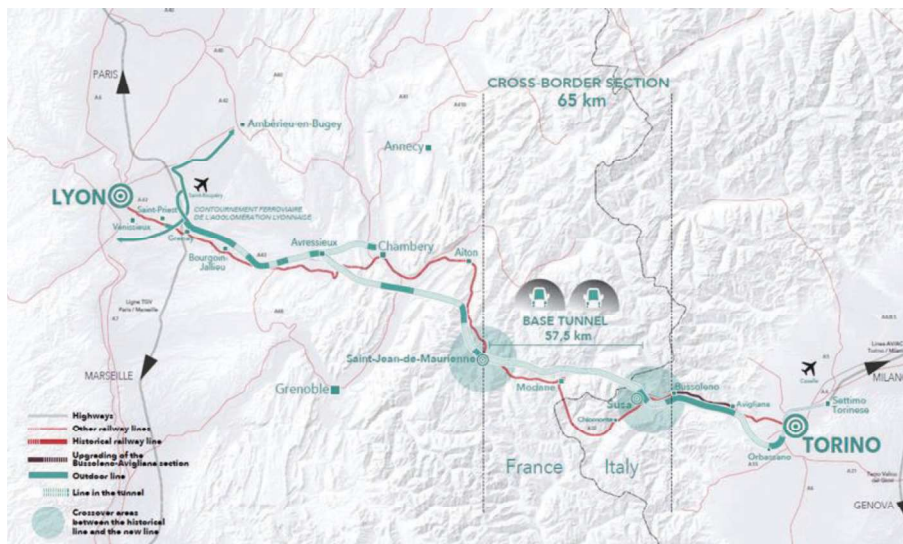 PARIS
Ambérieu-en-Bugey
CROSS-BORDER SECTION
65 km
Annecy
LYON
Saint-Priest
Vénissieux
Grenay
CONTOURNEMENT FERROVIAIRE
DE L'AGGLOMÉRATION LYONNAISE
Bourgoin-
Jallieu
Avressieux
Chambery
Aiton
BASE TUNNEL
57,5 km
Ligne TGV
Paris / Marseille
Saint-Jean-de-Maurienne
MARSEILLE
Grenoble
Modane
Susa
Chiomonte
Bussoleno
Avigliana
Caselle
MILANO
Settimo
Torinese
TORINO
Orbassano
France
Italy
GENOVA
Highways
Other railway lines
Historical railway line
Upgrading of the
Bussoleno-Avigliana section
Outdoor line
Line in the tunnel
Crossover areas
between the historical
line and the new line